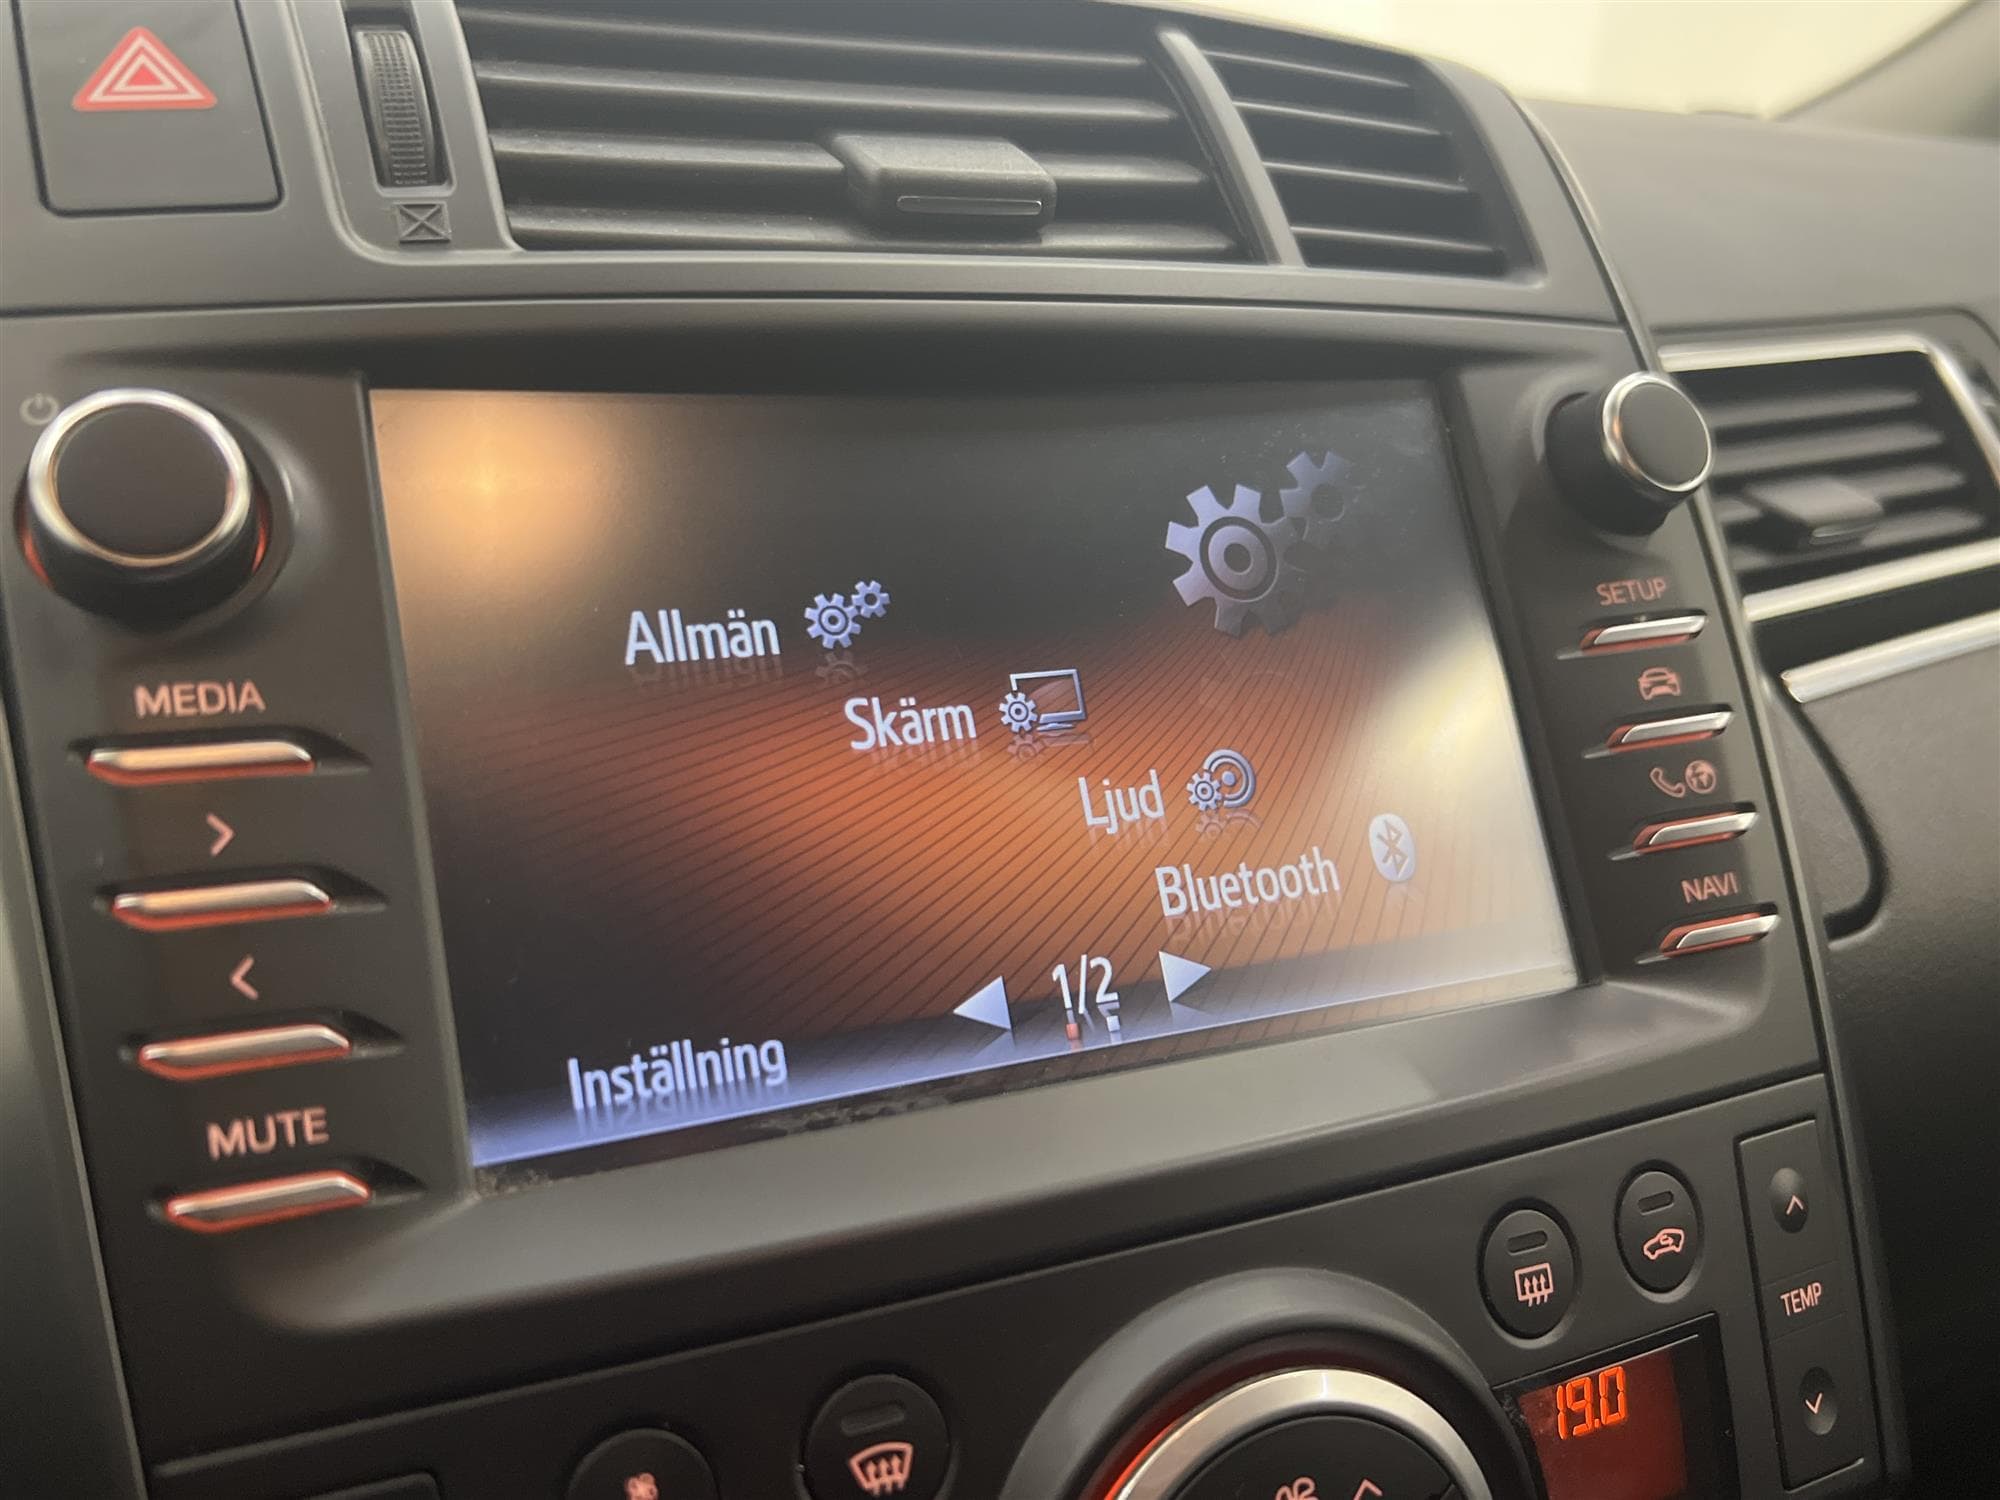 MEDIA
MUTE
Allmän
Skärm
Ljud
Bluetooth
1/2
Inställning
SETUP
NAVI
TEMP
19.0